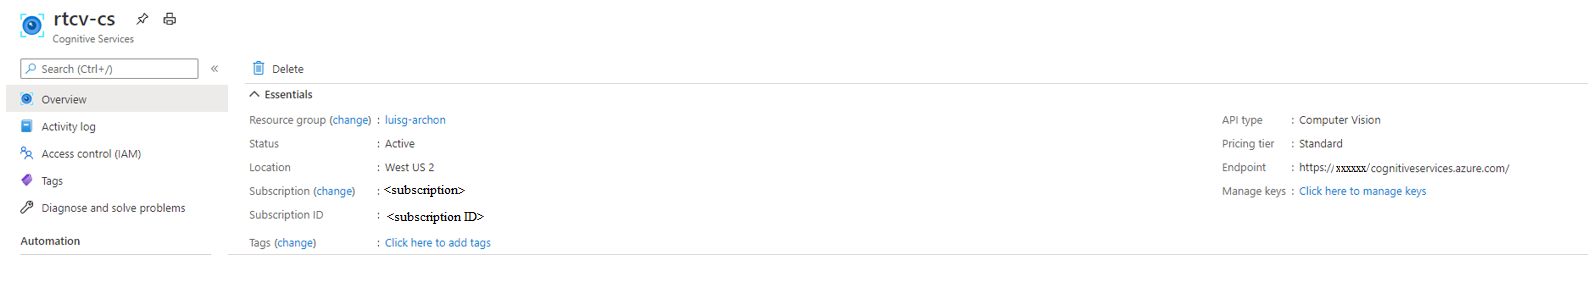 rtcv-cs
Cognitive Services
Search (Ctrl+/)
«
Overview
Activity log
Access control (IAM)
Tags
Diagnose and solve problems
Automation
Delete
Essentials
Resource group (change) : luisg-archon
Status : Active
Location : West US 2
Subscription (change) : <subscription>
Subscription ID : <subscription ID>
Tags (change) : Click here to add tags
API type : Computer Vision
Pricing tier : Standard
Endpoint : https://xxxxxx/cognitiveservices.azure.com/
Manage keys : Click here to manage keys